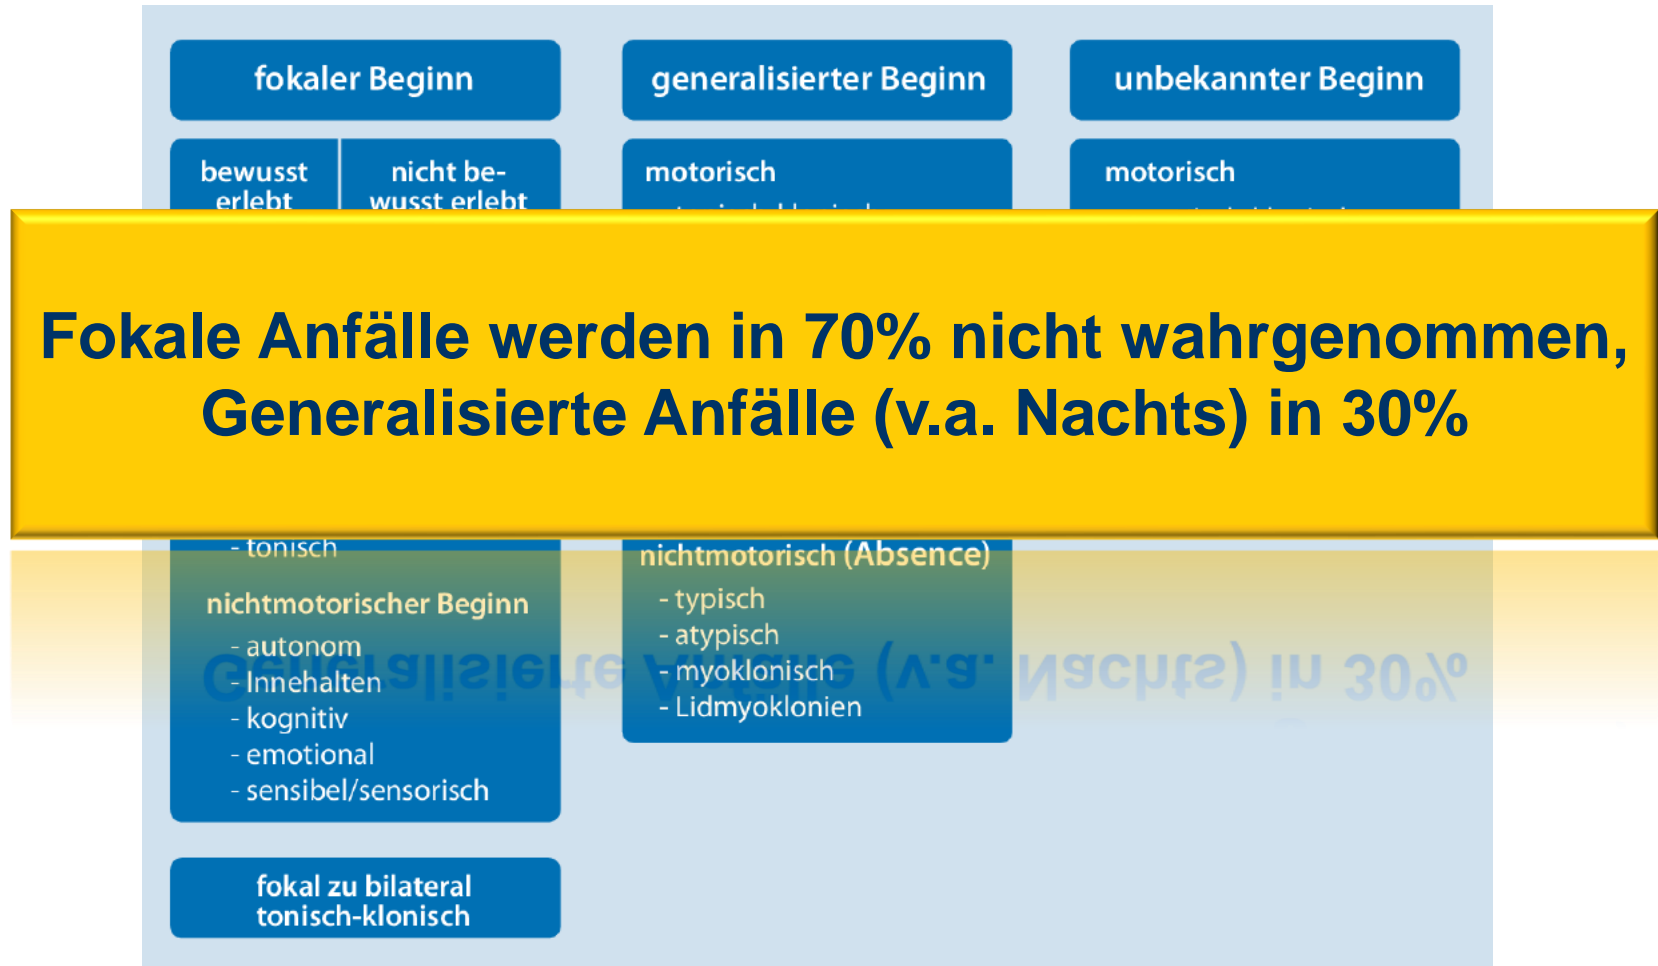 fokaler Beginn
generalisierter Beginn
unbekannter Beginn
bewusst
erlebt
nicht be-
wusst erlebt
motorisch
motorisch
Fokale Anfälle werden in 70% nicht wahrgenommen,
Generalisierte Anfälle (v.a. Nachts) in 30%
- tonisch
nichtmotorischer Beginn
- autonom
- Innehalten
- kognitiv
- emotional
- sensibel/sensorisch
nichtmotorisch (Absence)
- typisch
- atypisch
- myoklonisch
- Lidmyoklonien
fokal zu bilateral
tonisch-klonisch